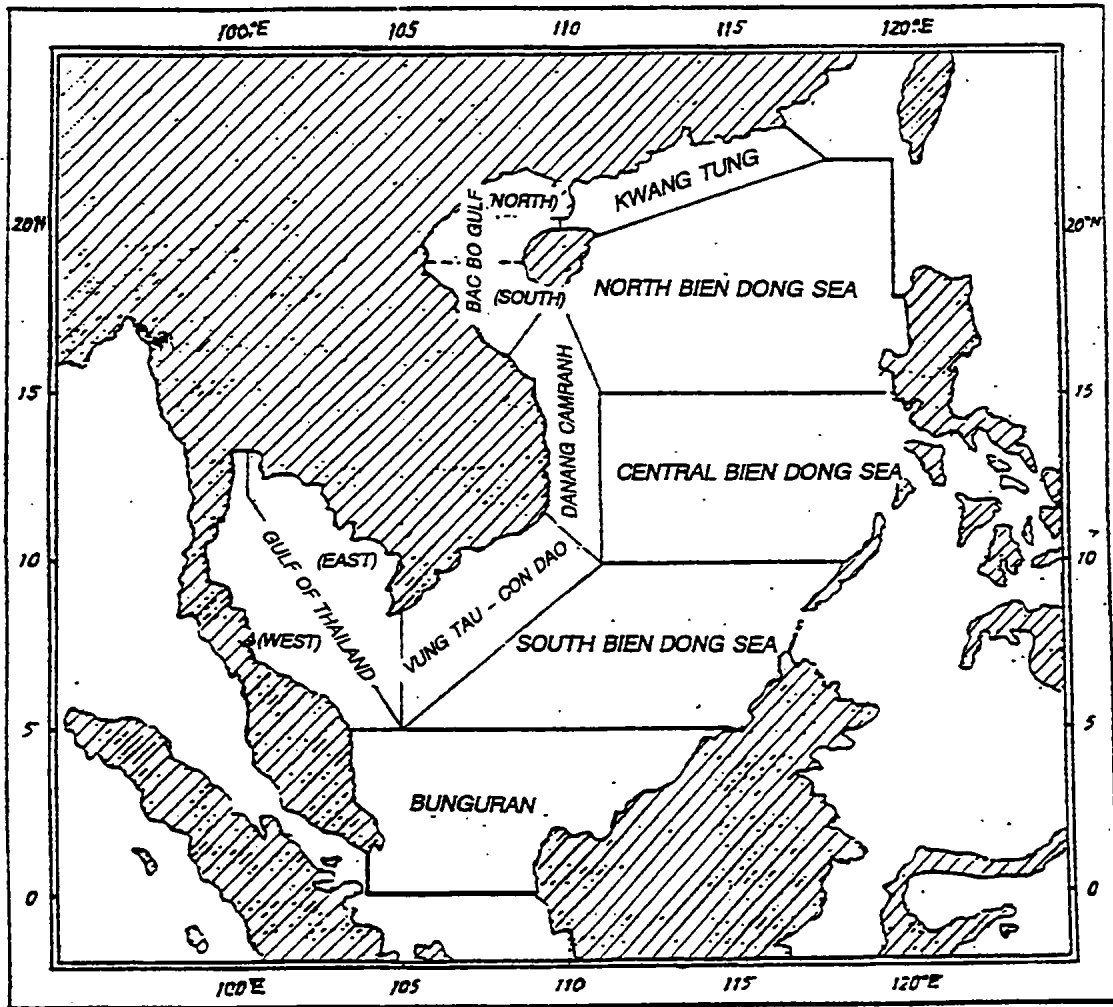 100°E 105 110 120°E
KWANG TUNG
(NORTH)
BAC BO GULF
20°N 20°N
(SOUTH)
NORTH BIEN DONG SEA
DANANG CAMRANH
15 15
CENTRAL BIEN DONG SEA
GULF OF THAILAND
(EAST)
10 10
VUNG TAU - CON DAO
(WEST)
SOUTH BIEN DONG SEA
5 5
BUNGURAN
0 0
100°E 105 110 115 120°E